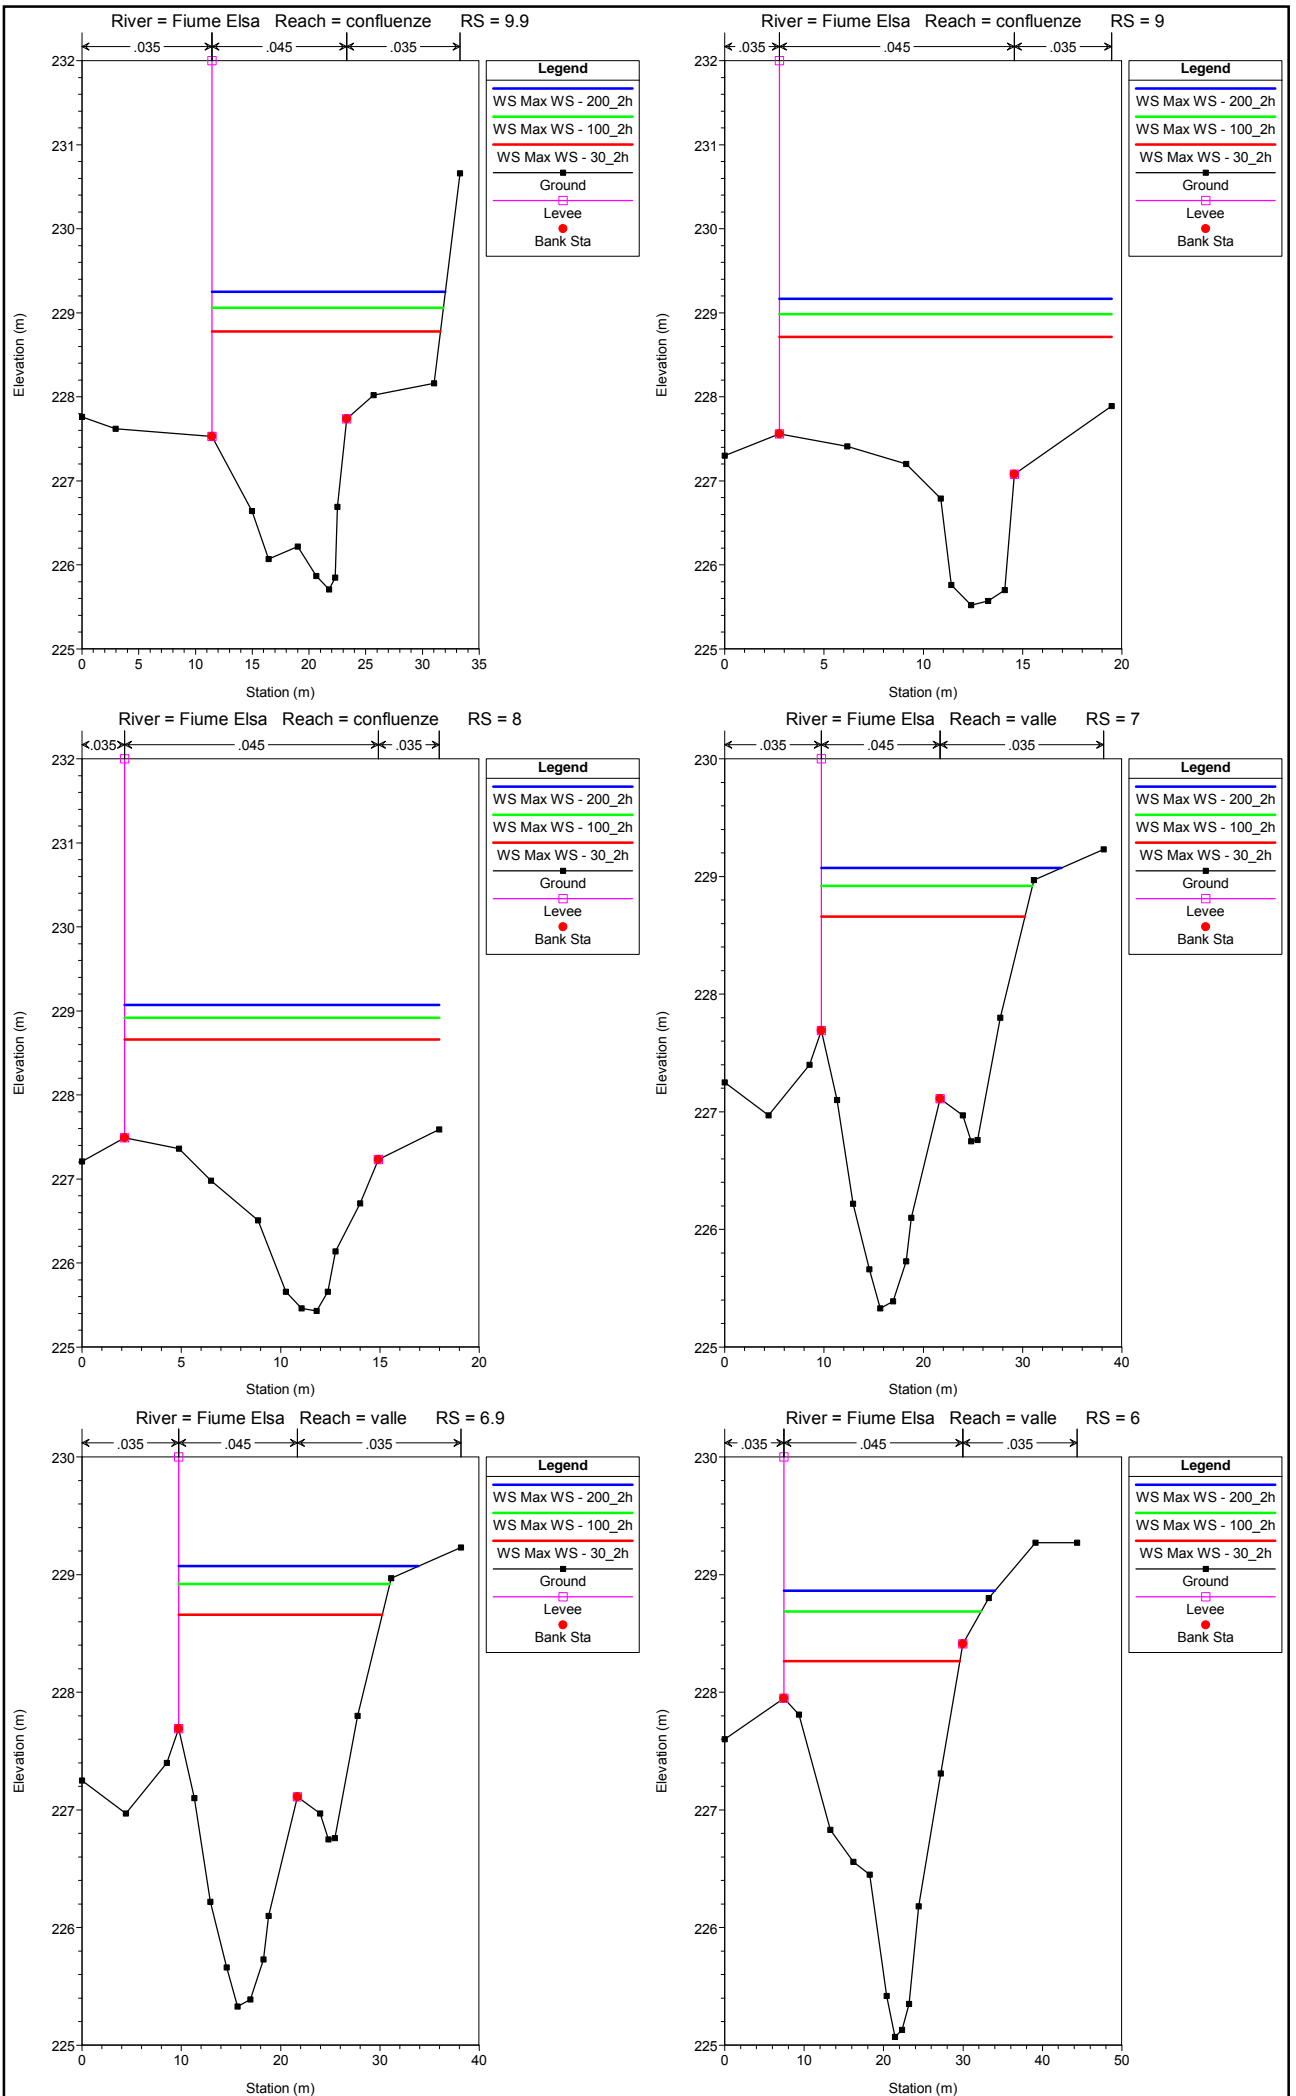 River = Fiume Elsa Reach = confluenze RS = 9.9
.035 .045 .035
232
231
230
229
228
227
226
225
0 5 10 15 20 25 30 35
Station (m)
Elevation (m)
Legend
WS Max WS - 200_2h
WS Max WS - 100_2h
WS Max WS - 30_2h
Ground
Levee
Bank Sta
River = Fiume Elsa Reach = confluenze RS = 9
.035 .045 .035
232
231
230
229
228
227
226
225
0 5 10 15 20
Station (m)
Elevation (m)
Legend
WS Max WS - 200_2h
WS Max WS - 100_2h
WS Max WS - 30_2h
Ground
Levee
Bank Sta
River = Fiume Elsa Reach = confluenze RS = 8
.035 .045 .035
232
231
230
229
228
227
226
225
0 5 10 15 20
Station (m)
Elevation (m)
Legend
WS Max WS - 200_2h
WS Max WS - 100_2h
WS Max WS - 30_2h
Ground
Levee
Bank Sta
River = Fiume Elsa Reach = valle RS = 7
.035 .045 .035
230
229
228
227
226
225
0 10 20 30 40
Station (m)
Elevation (m)
Legend
WS Max WS - 200_2h
WS Max WS - 100_2h
WS Max WS - 30_2h
Ground
Levee
Bank Sta
River = Fiume Elsa Reach = valle RS = 6.9
.035 .045 .035
230
229
228
227
226
225
0 10 20 30 40
Station (m)
Elevation (m)
Legend
WS Max WS - 200_2h
WS Max WS - 100_2h
WS Max WS - 30_2h
Ground
Levee
Bank Sta
River = Fiume Elsa Reach = valle RS = 6
.035 .045 .035
230
229
228
227
226
225
0 10 20 30 40 50
Station (m)
Elevation (m)
Legend
WS Max WS - 200_2h
WS Max WS - 100_2h
WS Max WS - 30_2h
Ground
Levee
Bank Sta